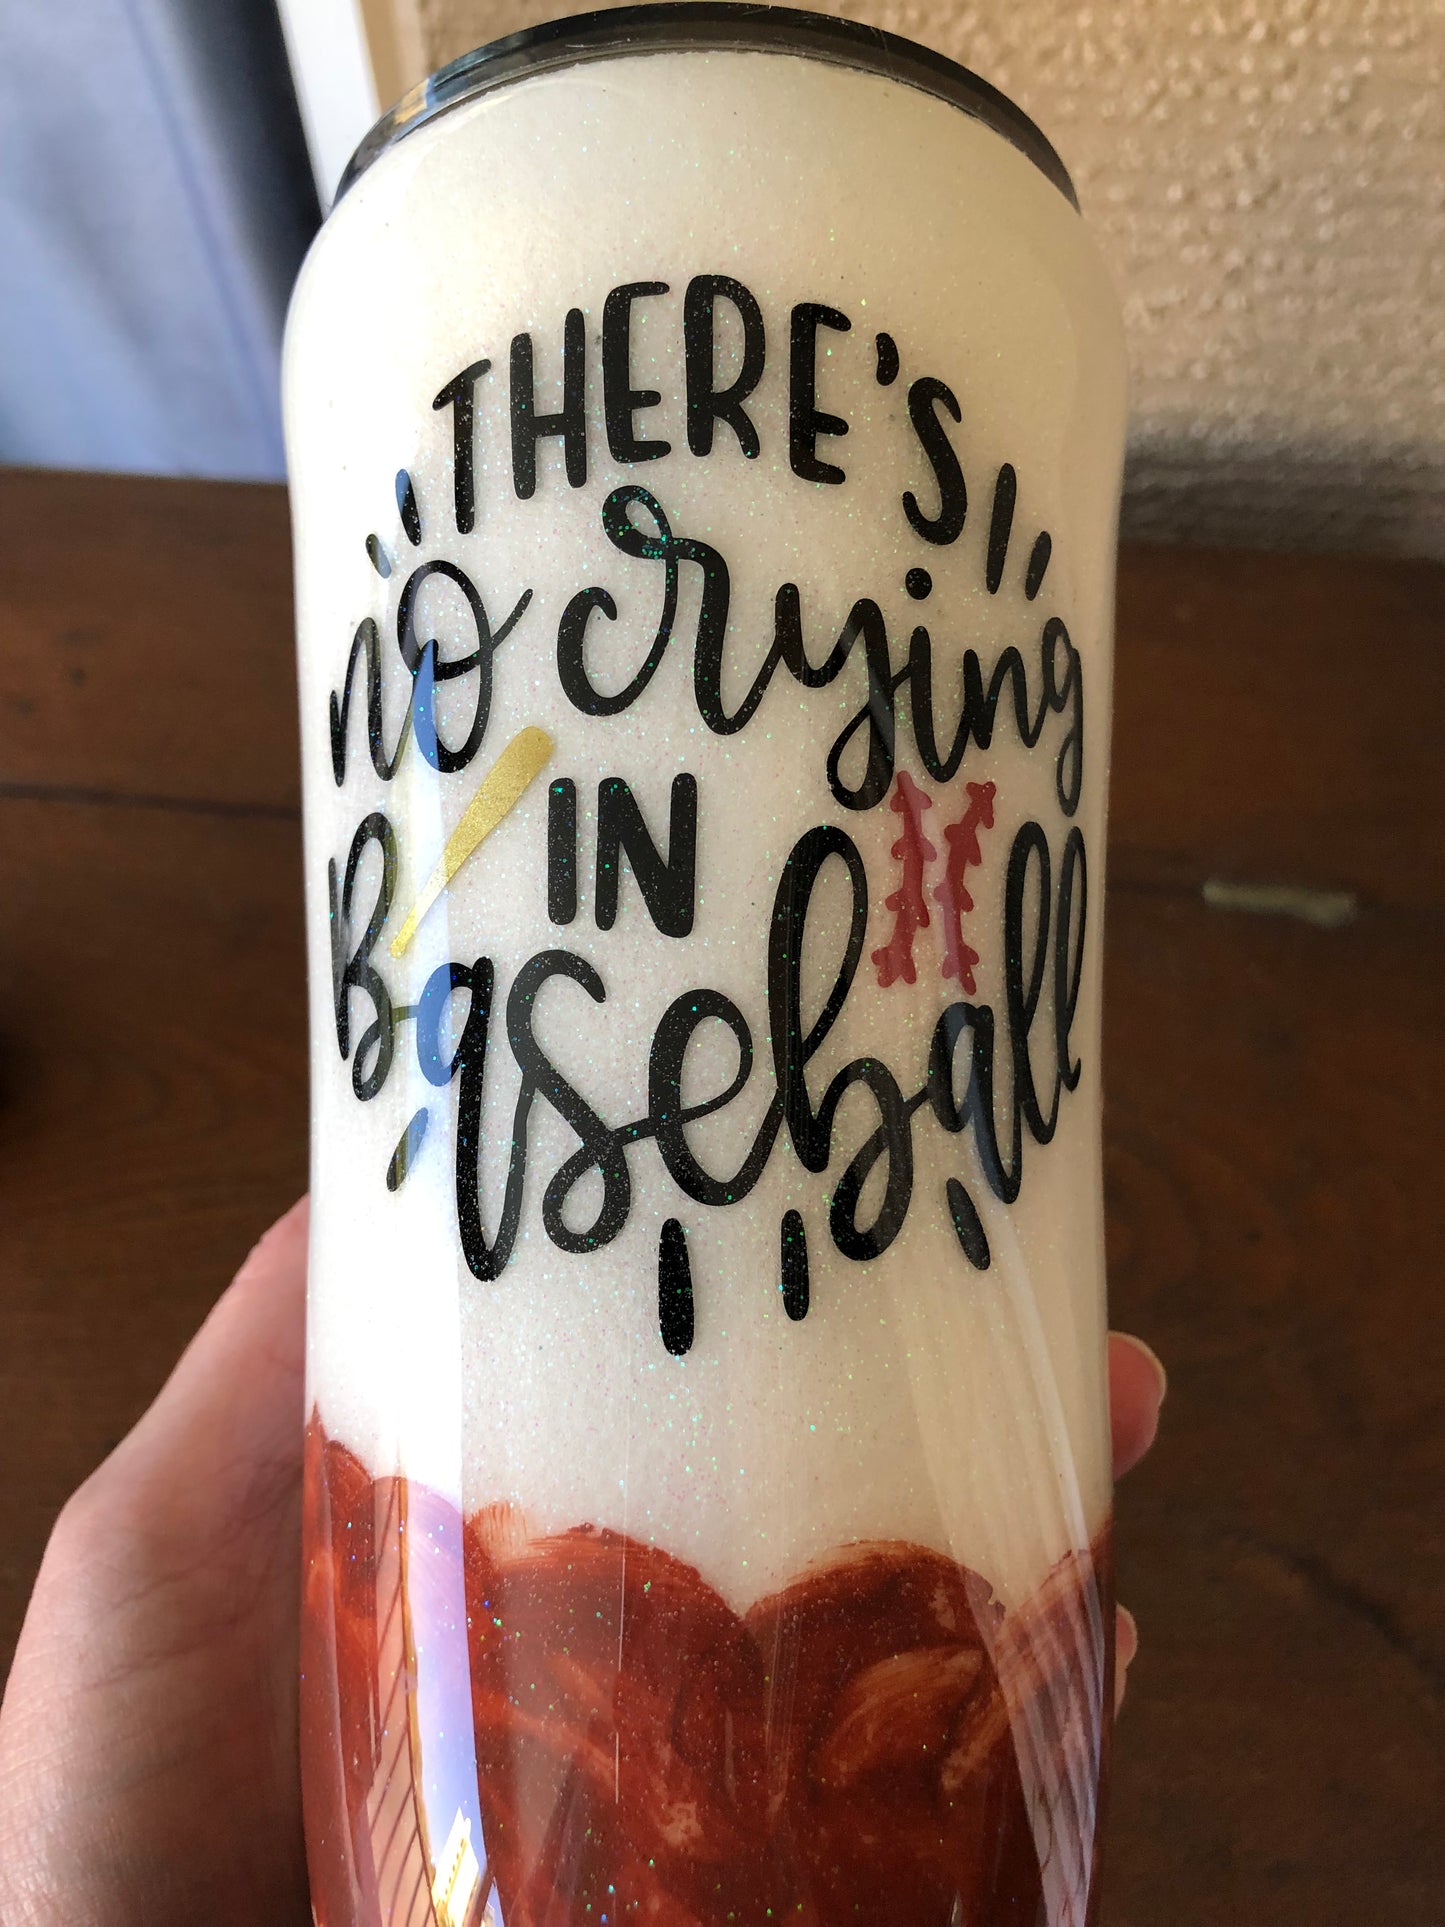 THERE'S
no crying
IN
Baseball